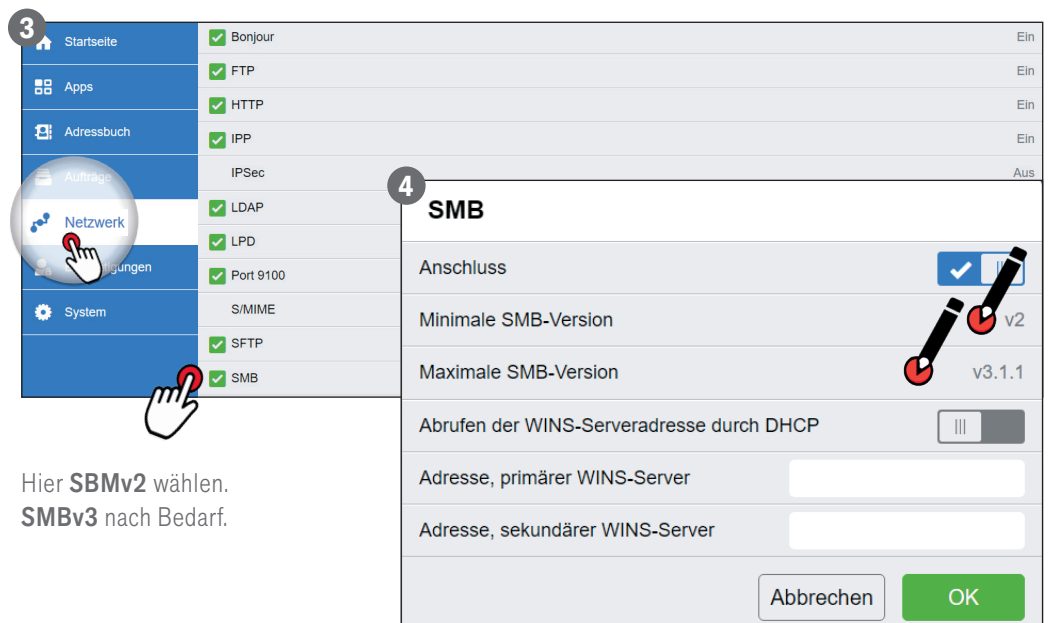 3
Startseite
Apps
Adressbuch
Aufträge
Netzwerk
System
Bonjour Ein
FTP Ein
HTTP Ein
IPP Ein
IPSec Aus
LDAP
LPD
Port 9100
S/MIME
SFTP
SMB
4
SMB
Anschluss
Minimale SMB-Version v2
Maximale SMB-Version v3.1.1
Abrufen der WINS-Serveradresse durch DHCP
Adresse, primärer WINS-Server
Adresse, sekundärer WINS-Server
Abbrechen OK
Hier SBMv2 wählen.
SMBv3 nach Bedarf.